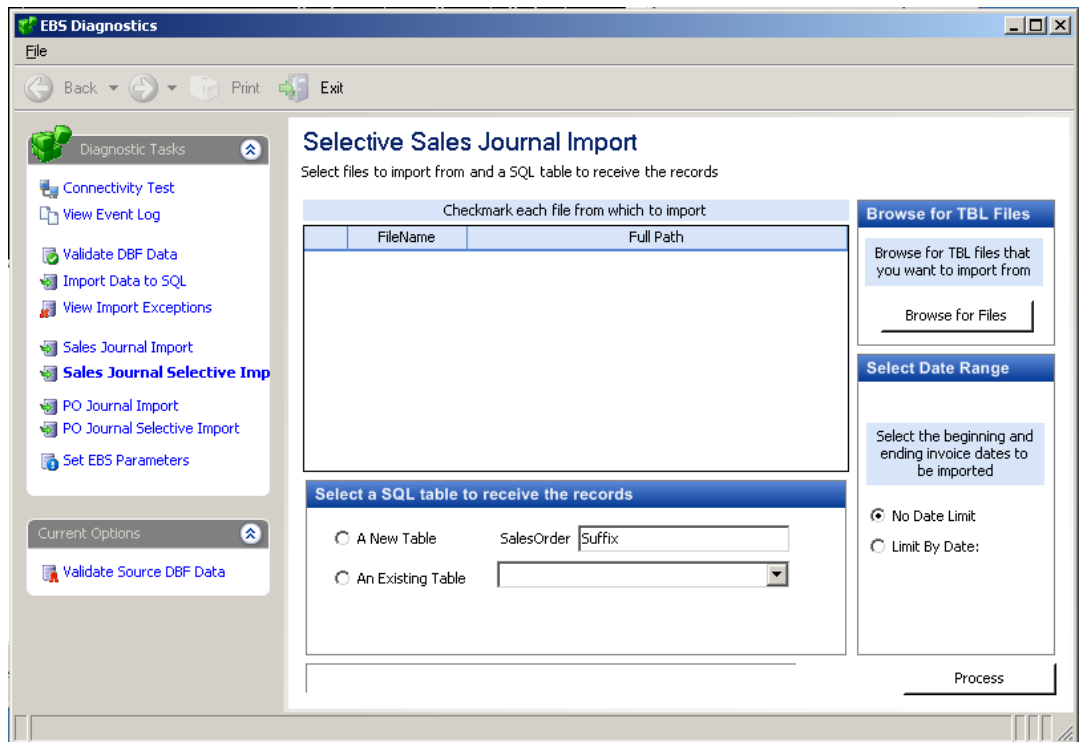 EBS Diagnostics
File
Back
Print
Exit
Diagnostic Tasks
Connectivity Test
View Event Log
Validate DBF Data
Import Data to SQL
View Import Exceptions
Sales Journal Import
Sales Journal Selective Imp
PO Journal Import
PO Journal Selective Import
Set EBS Parameters
Current Options
Validate Source DBF Data
Selective Sales Journal Import
Select files to import from and a SQL table to receive the records
Checkmark each file from which to import
FileName
Full Path
Select a SQL table to receive the records
A New Table
SalesOrder
Suffix
An Existing Table
Browse for TBL Files
Browse for TBL files that
you want to import from
Browse for Files
Select Date Range
Select the beginning and
ending invoice dates to
be imported
No Date Limit
Limit By Date:
Process